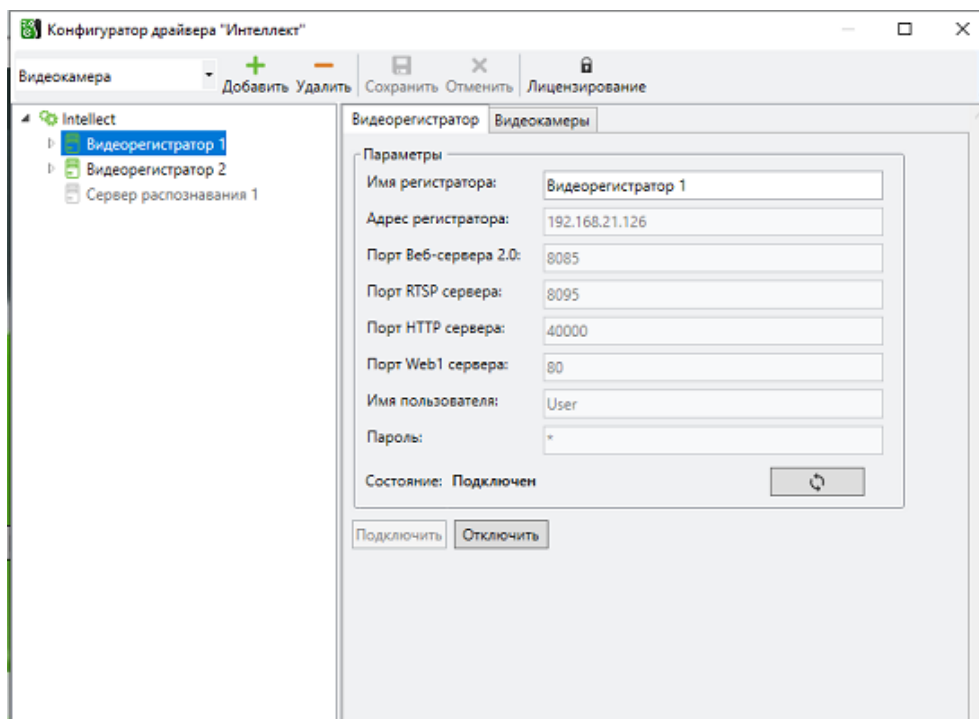 Конфигуратор драйвера "Интеллект"
Видеокамера
Добавить Удалить Сохранить Отменить Лицензирование
Intellect
Видеорегистратор 1
Видеорегистратор 2
Сервер распознавания 1
Видеорегистратор Видеокамеры
Параметры
Имя регистратора: Видеорегистратор 1
Адрес регистратора: 192.168.21.126
Порт Веб-сервера 2.0: 8085
Порт RTSP сервера: 8095
Порт HTTP сервера: 40000
Порт Web1 сервера: 80
Имя пользователя: User
Пароль: *
Состояние: Подключен
Подключить Отключить